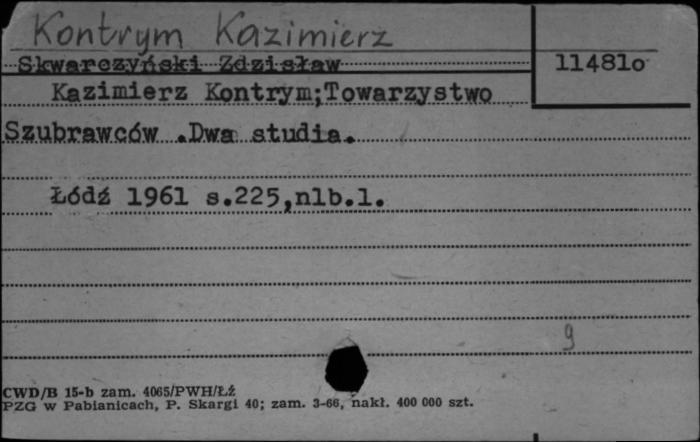 Kontrym Kazimierz
Skwarczyński Zdzisław
11481o
Kazimierz Kontrym;Towarzystwo
Szubrawców .Dwa studia.
Łódź 1961 s.225,nlb.1.
9
CWD/B 15-b zam. 4065/PWH/Łź
PZG w Pabianicach, P. Skargi 40; zam. 3-66, nakł. 400 000 szt.